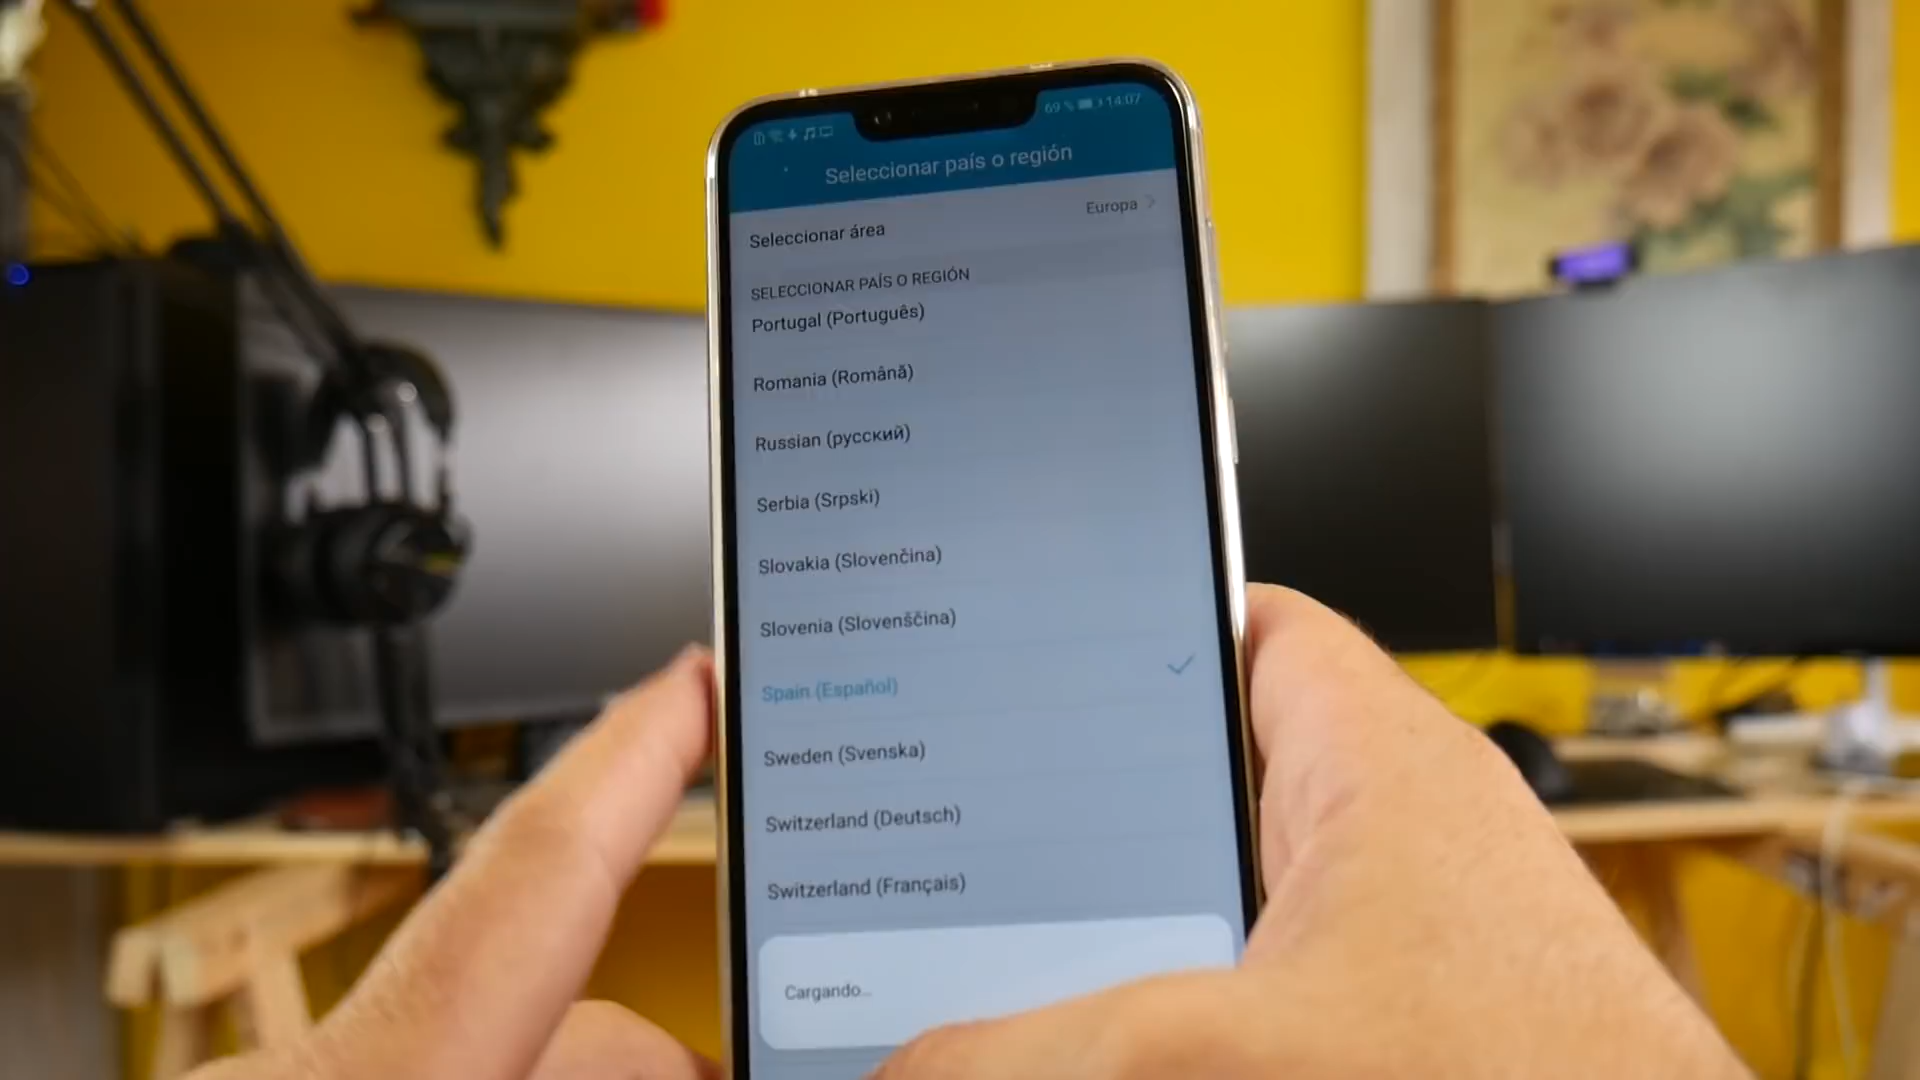 69 % 14:07
Seleccionar país o región
Seleccionar área Europa
SELECCIONAR PAÍS O REGIÓN
Portugal (Português)
Romania (Română)
Russian (русский)
Serbia (Srpski)
Slovakia (Slovenčina)
Slovenia (Slovenščina)
Spain (Español)
Sweden (Svenska)
Switzerland (Deutsch)
Switzerland (Français)
Cargando...